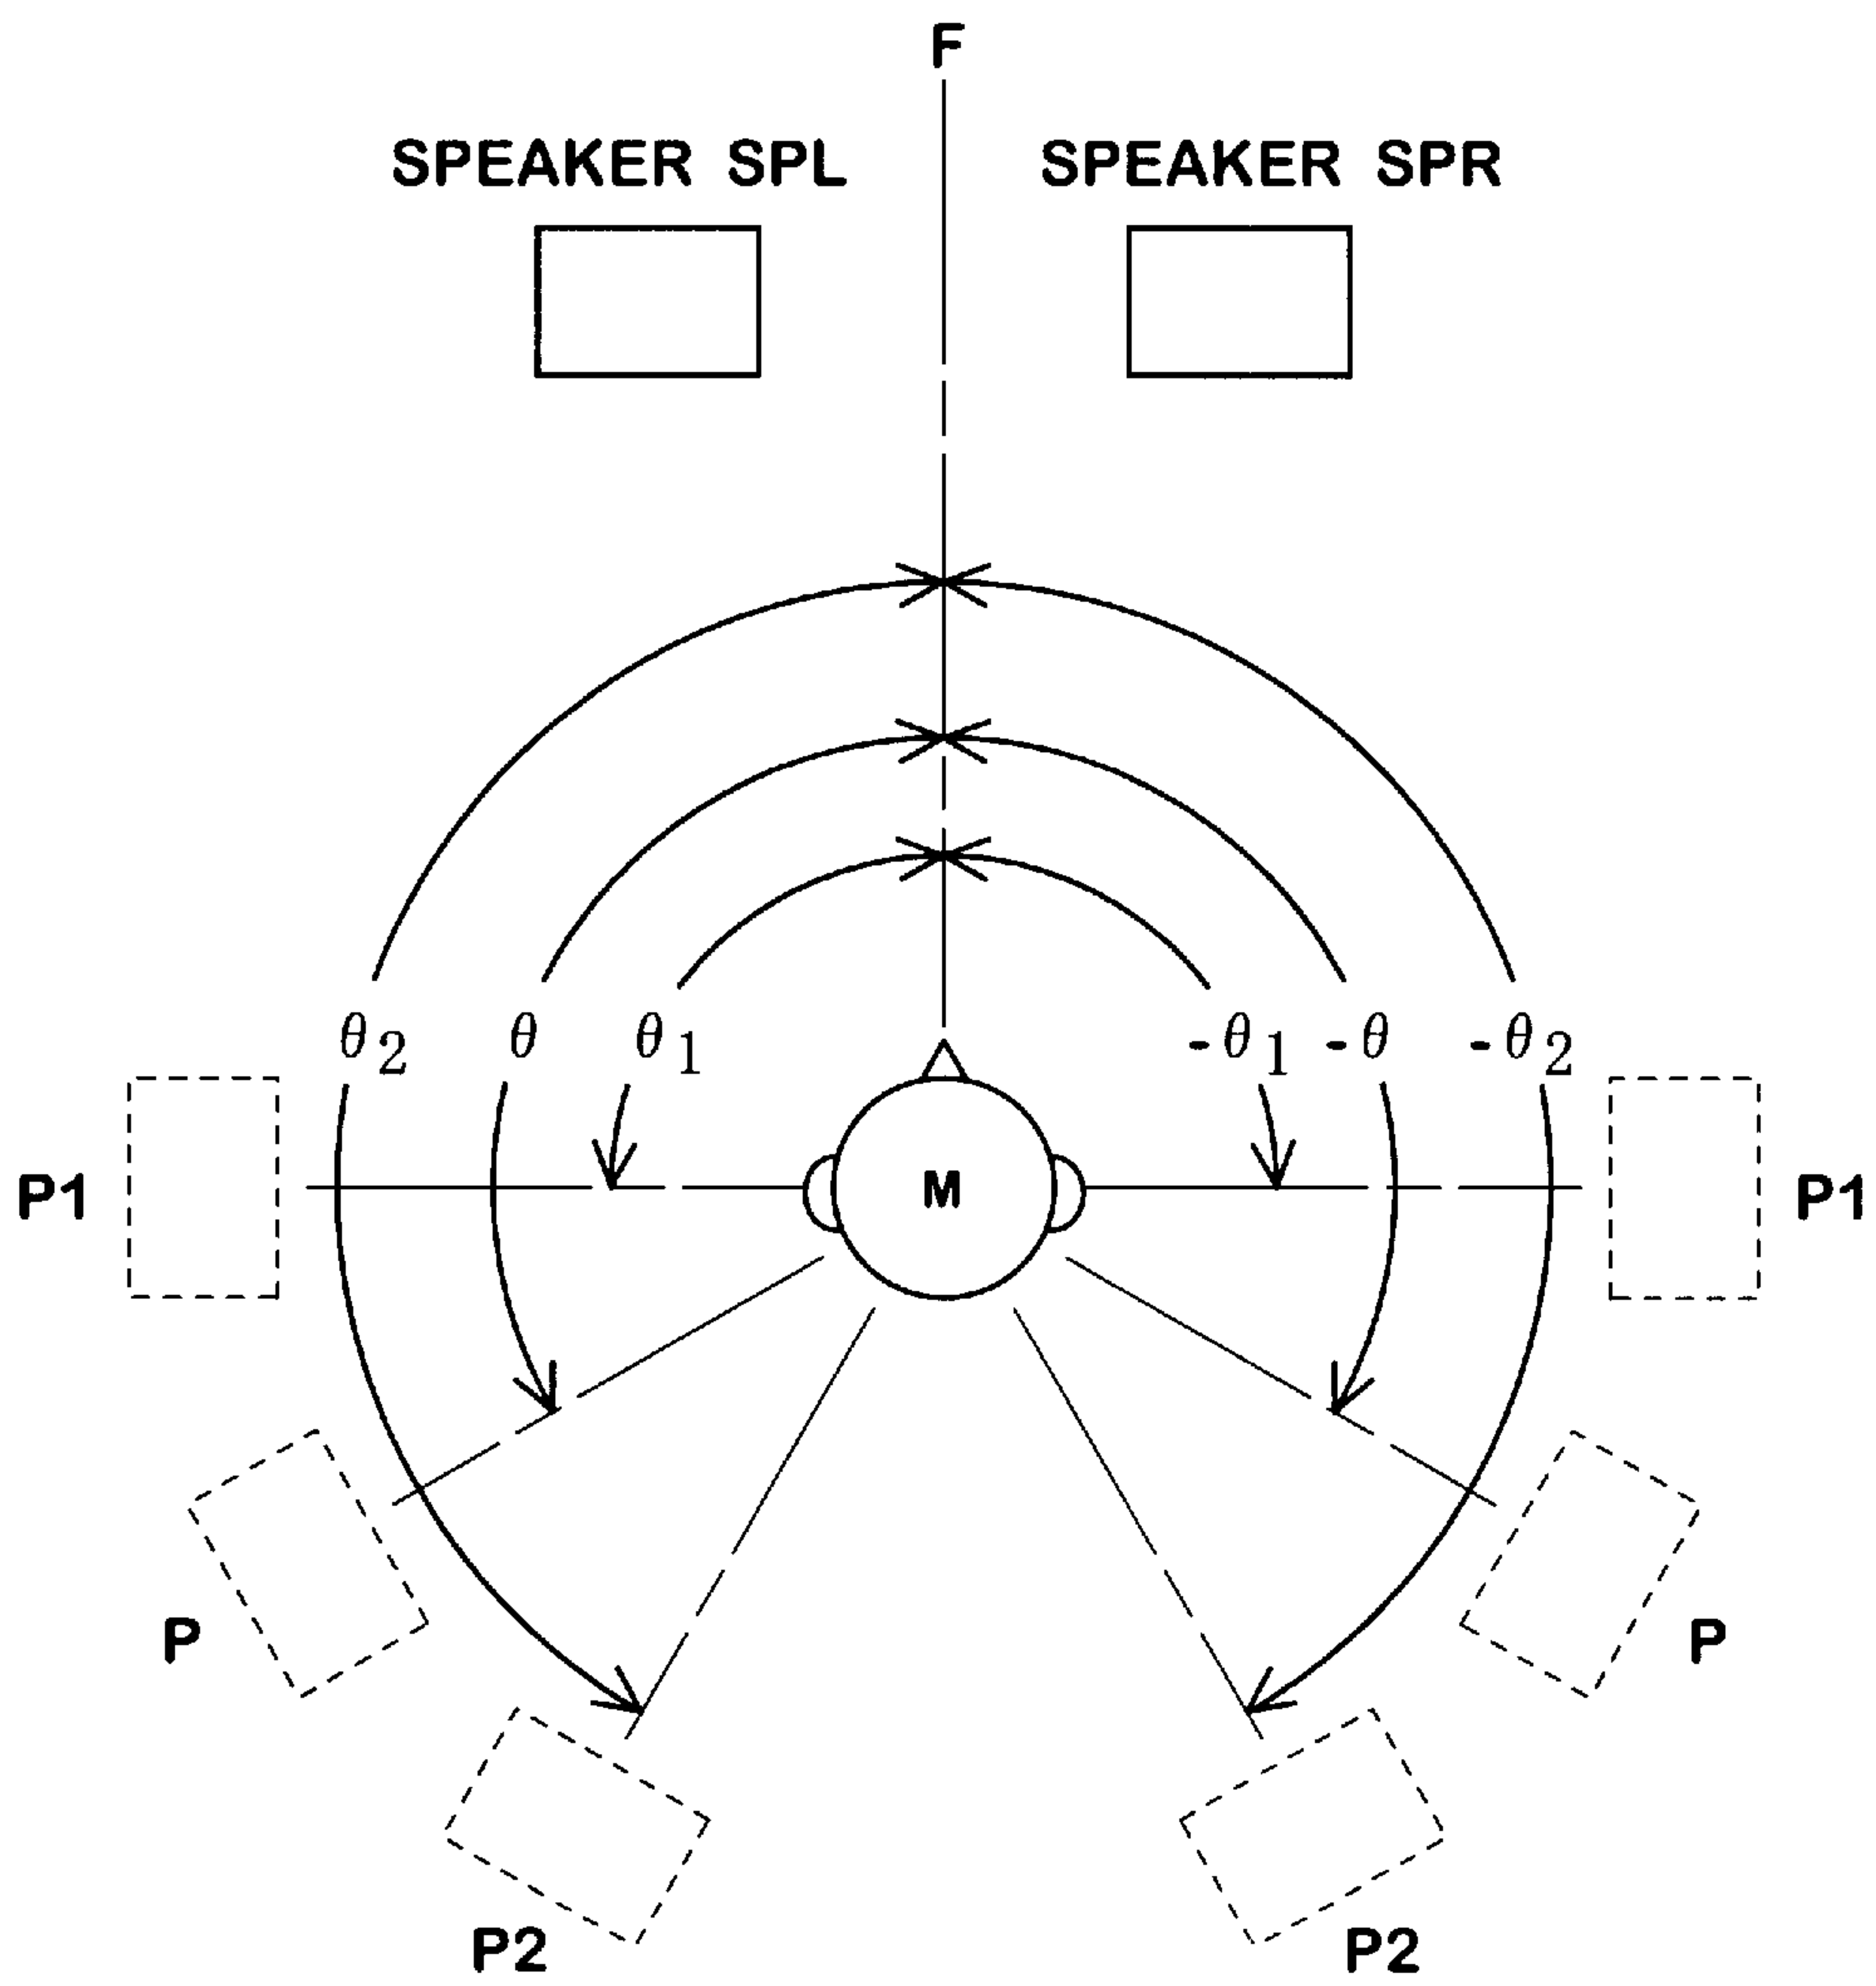 F
SPEAKER SPL SPEAKER SPR
θ2 θ θ1 -θ1 -θ -θ2
P1 M P1
P P
P2 P2